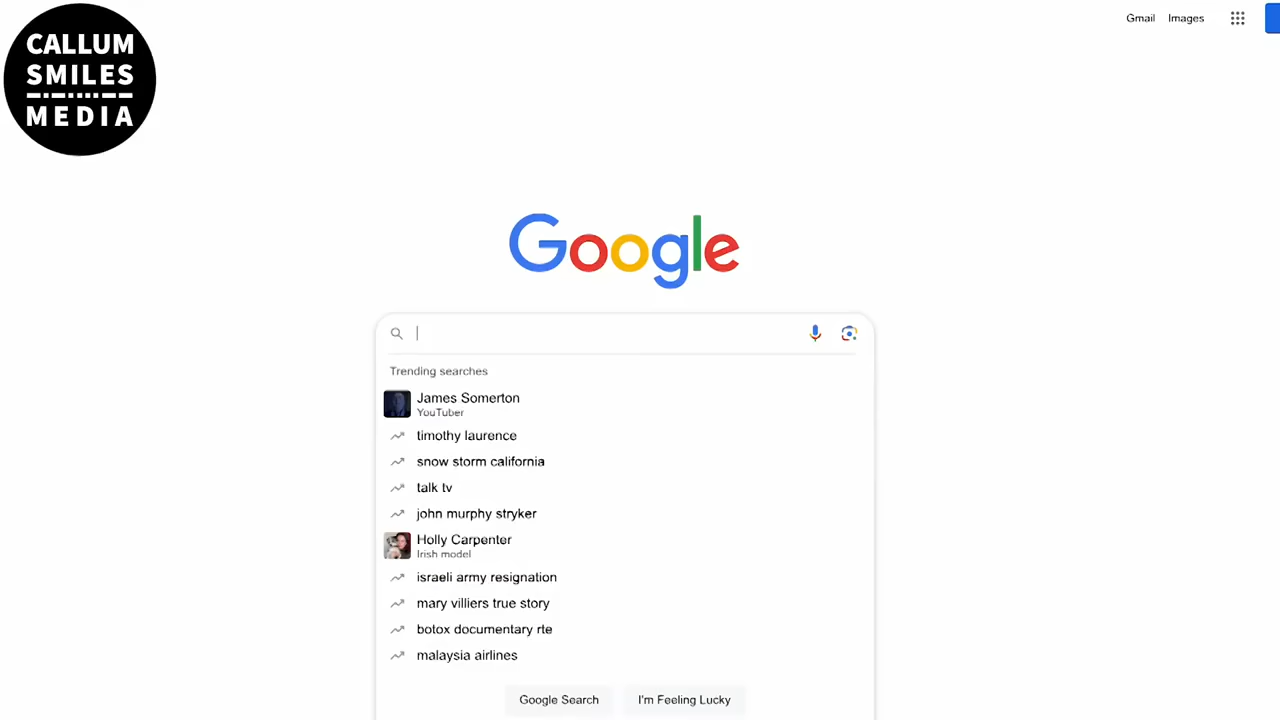 CALLUM
SMILES
MEDIA
Gmail Images
Google
Trending searches
James Somerton
YouTuber
timothy laurence
snow storm california
talk tv
john murphy stryker
Holly Carpenter
Irish model
israeli army resignation
mary villiers true story
botox documentary rte
malaysia airlines
Google Search I'm Feeling Lucky